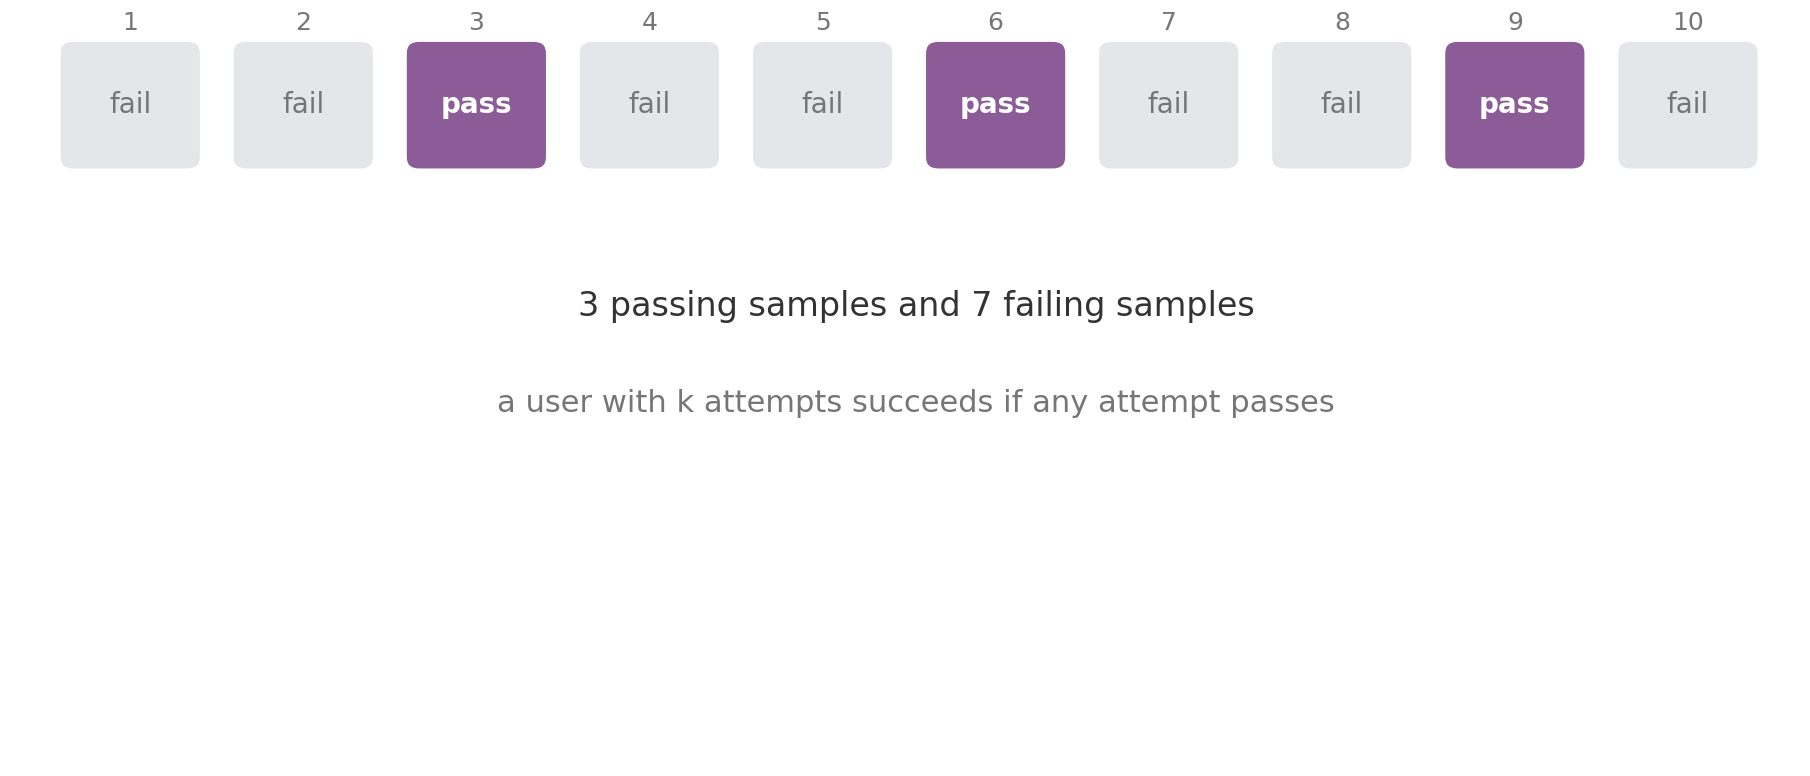 1 2 3 4 5 6 7 8 9 10
fail fail pass fail fail pass fail fail pass fail
3 passing samples and 7 failing samples
a user with k attempts succeeds if any attempt passes